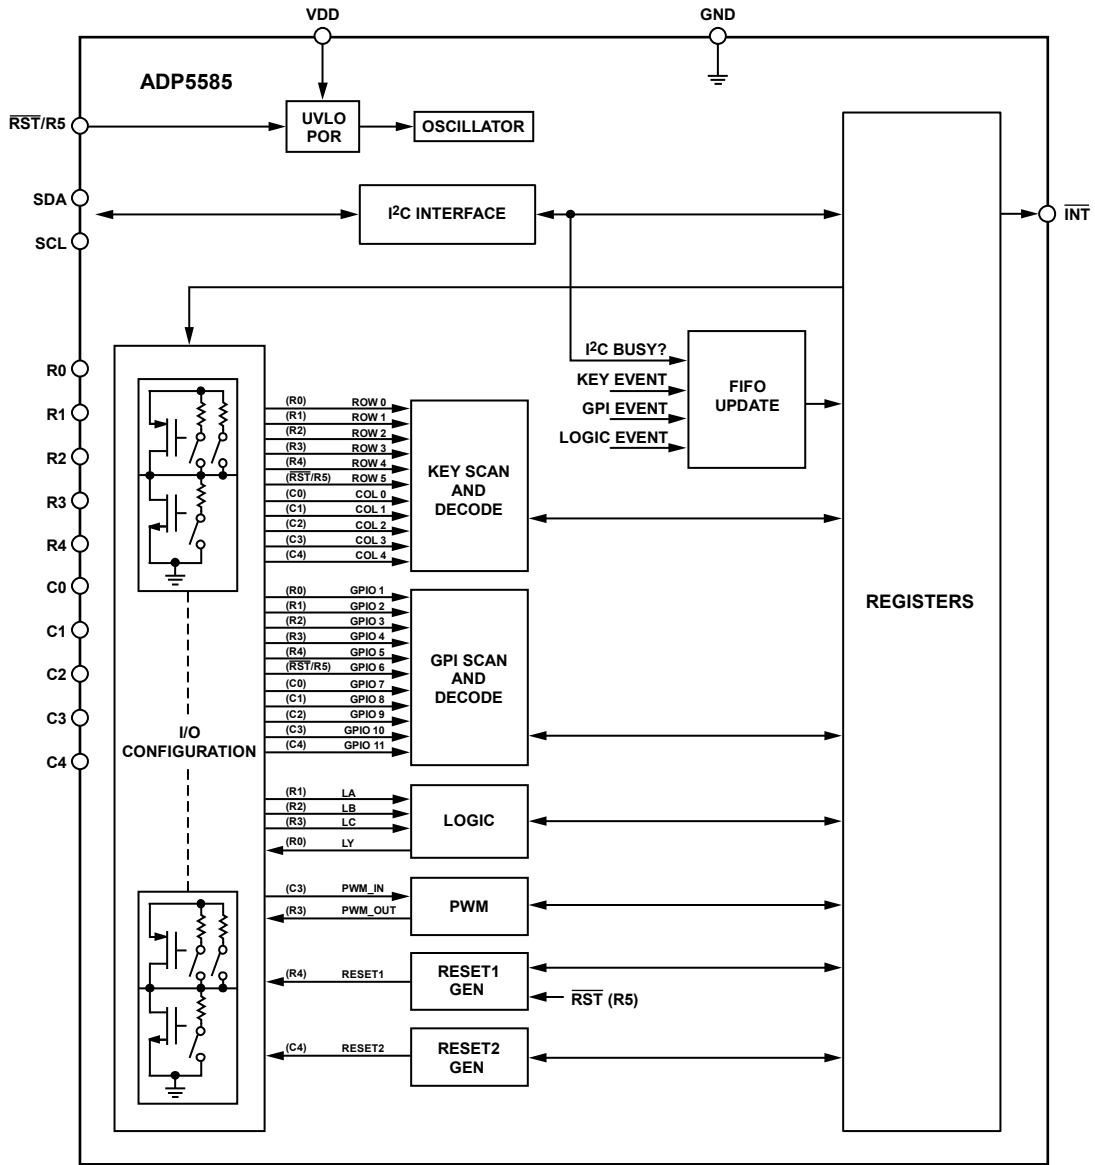 VDD
GND
ADP5585
RST/R5
UVLO
POR
OSCILLATOR
SDA
I2C INTERFACE
INT
SCL
R0
R1
R2
R3
R4
C0
C1
C2
C3
C4
I2C BUSY?
KEY EVENT
GPI EVENT
LOGIC EVENT
FIFO
UPDATE
(R0) ROW 0
(R1) ROW 1
(R2) ROW 2
(R3) ROW 3
(R4) ROW 4
(RST/R5) ROW 5
(C0) COL 0
(C1) COL 1
(C2) COL 2
(C3) COL 3
(C4) COL 4
KEY SCAN
AND
DECODE
REGISTERS
(R0) GPIO 1
(R1) GPIO 2
(R2) GPIO 3
(R3) GPIO 4
(R4) GPIO 5
(RST/R5) GPIO 6
(C0) GPIO 7
(C1) GPIO 8
(C2) GPIO 9
(C3) GPIO 10
(C4) GPIO 11
GPI SCAN
AND
DECODE
I/O
CONFIGURATION
(R1) LA
(R2) LB
(R3) LC
(R0) LY
LOGIC
(C3) PWM_IN
(R3) PWM_OUT
PWM
(R4) RESET1
RESET1
GEN
RST (R5)
(C4) RESET2
RESET2
GEN